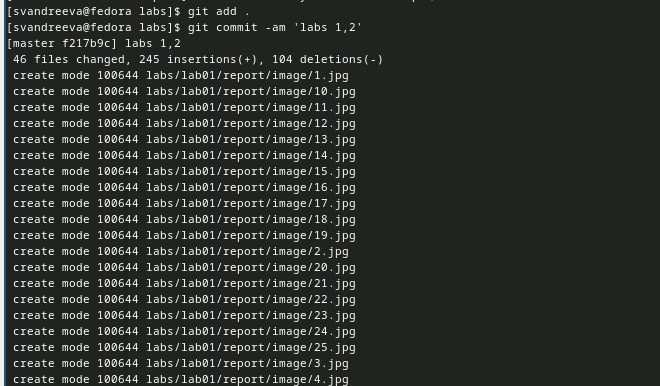 [svandreeva@fedora labs]$ git add .
[svandreeva@fedora labs]$ git commit -am 'labs 1,2'
[master f217b9c] labs 1,2
 46 files changed, 245 insertions(+), 104 deletions(-)
 create mode 100644 labs/lab01/report/image/1.jpg
 create mode 100644 labs/lab01/report/image/10.jpg
 create mode 100644 labs/lab01/report/image/11.jpg
 create mode 100644 labs/lab01/report/image/12.jpg
 create mode 100644 labs/lab01/report/image/13.jpg
 create mode 100644 labs/lab01/report/image/14.jpg
 create mode 100644 labs/lab01/report/image/15.jpg
 create mode 100644 labs/lab01/report/image/16.jpg
 create mode 100644 labs/lab01/report/image/17.jpg
 create mode 100644 labs/lab01/report/image/18.jpg
 create mode 100644 labs/lab01/report/image/19.jpg
 create mode 100644 labs/lab01/report/image/2.jpg
 create mode 100644 labs/lab01/report/image/20.jpg
 create mode 100644 labs/lab01/report/image/21.jpg
 create mode 100644 labs/lab01/report/image/22.jpg
 create mode 100644 labs/lab01/report/image/23.jpg
 create mode 100644 labs/lab01/report/image/24.jpg
 create mode 100644 labs/lab01/report/image/25.jpg
 create mode 100644 labs/lab01/report/image/3.jpg
 create mode 100644 labs/lab01/report/image/4.jpg